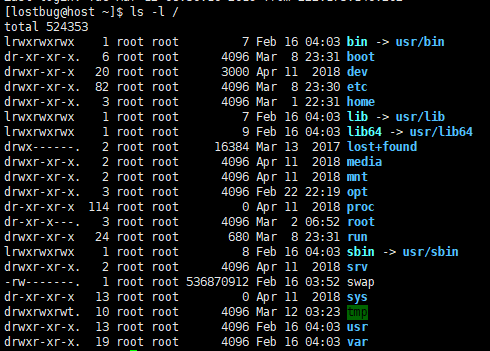 [lostbug@host ~]$ ls -l /
total 524353
lrwxrwxrwx    1 root root         7 Feb 16 04:03 bin -> usr/bin
dr-xr-xr-x.   6 root root      4096 Mar  8 23:31 boot
drwxr-xr-x   20 root root      3000 Apr 11  2018 dev
drwxr-xr-x.  82 root root      4096 Mar  8 23:30 etc
drwxr-xr-x.   3 root root      4096 Mar  1 22:31 home
lrwxrwxrwx    1 root root         7 Feb 16 04:03 lib -> usr/lib
lrwxrwxrwx    1 root root         9 Feb 16 04:03 lib64 -> usr/lib64
drwx------.   2 root root     16384 Mar 13  2017 lost+found
drwxr-xr-x.   2 root root      4096 Apr 11  2018 media
drwxr-xr-x.   2 root root      4096 Apr 11  2018 mnt
drwxr-xr-x.   3 root root      4096 Feb 22 22:19 opt
dr-xr-xr-x  114 root root         0 Apr 11  2018 proc
dr-xr-x---.   3 root root      4096 Mar  2 06:52 root
drwxr-xr-x   24 root root       680 Mar  8 23:31 run
lrwxrwxrwx    1 root root         8 Feb 16 04:03 sbin -> usr/sbin
drwxr-xr-x.   2 root root      4096 Apr 11  2018 srv
-rw-------.   1 root root 536870912 Feb 16 03:52 swap
dr-xr-xr-x   13 root root         0 Apr 11  2018 sys
drwxrwxrwt.  10 root root      4096 Mar 12 03:23 tmp
drwxr-xr-x.  13 root root      4096 Feb 16 04:03 usr
drwxr-xr-x.  19 root root      4096 Feb 16 04:03 var